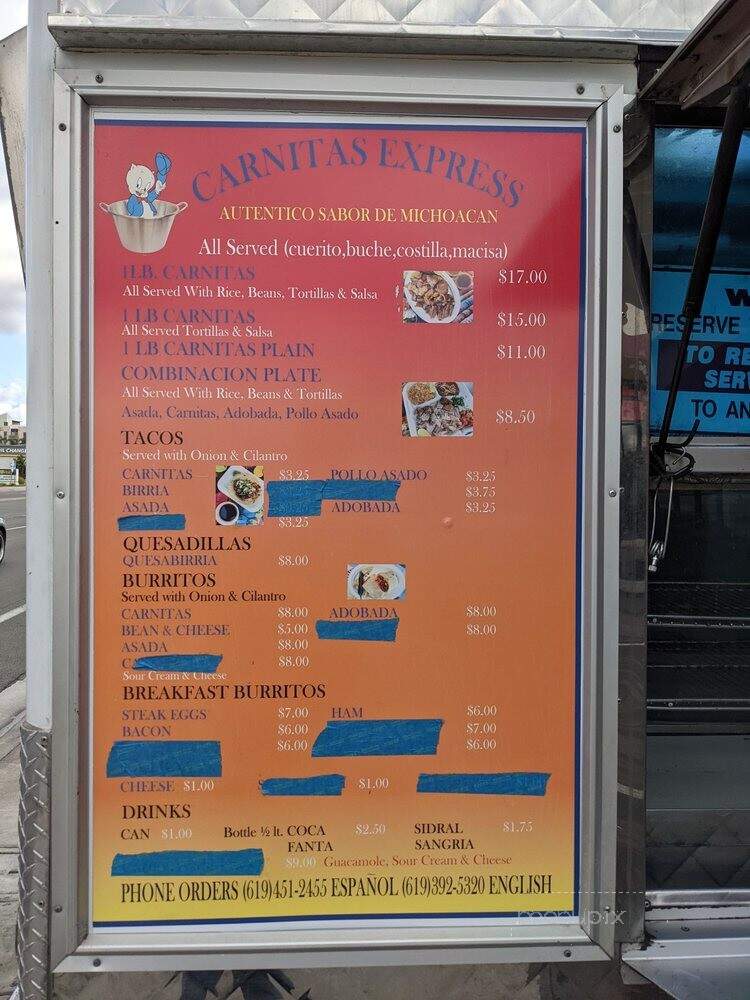 CARNITAS EXPRESS
AUTENTICO SABOR DE MICHOACAN
All Served (cuerito,buche,costilla,macisa)
1LB. CARNITAS $17.00
All Served With Rice, Beans, Tortillas & Salsa
1 LB CARNITAS $15.00
All Served Tortillas & Salsa
1 LB CARNITAS PLAIN $11.00
COMBINACION PLATE
All Served With Rice, Beans & Tortillas
Asada, Carnitas, Adobada, Pollo Asado $8.50
TACOS
Served with Onion & Cilantro
CARNITAS $3.25 POLLO ASADO $3.25
BIRRIA $3.75
ASADA ADOBADA $3.25
$3.25
QUESADILLAS
QUESABIRRIA $8.00
BURRITOS
Served with Onion & Cilantro
CARNITAS $8.00 ADOBADA $8.00
BEAN & CHEESE $5.00 $8.00
ASADA $8.00
$8.00
Sour Cream & Cheese
BREAKFAST BURRITOS
STEAK EGGS $7.00 HAM $6.00
BACON $6.00 $7.00
$6.00 $6.00
CHEESE $1.00 $1.00
DRINKS
CAN $1.00 Bottle ½ lt. COCA $2.50 SIDRAL $1.75
FANTA SANGRIA
$9.00 Guacamole, Sour Cream & Cheese
PHONE ORDERS (619)451-2455 ESPAÑOL (619)392-5320 ENGLISH
menupix
RESERVE
TO RE
SERV
TO AN